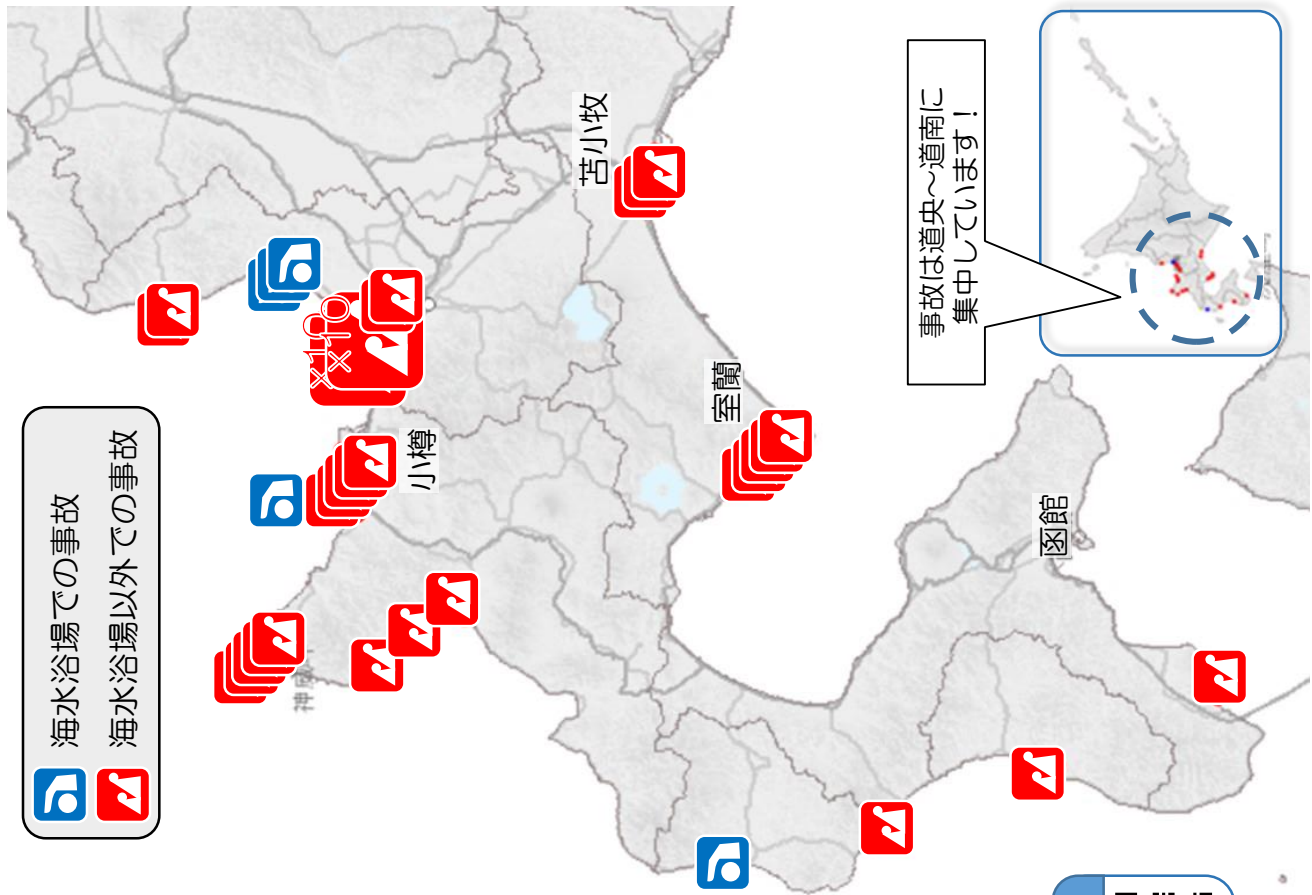 海水浴場での事故
海水浴場以外での事故
事故は道央～道南に
集中しています！
苫小牧
×10
×10
小樽
室蘭
函館